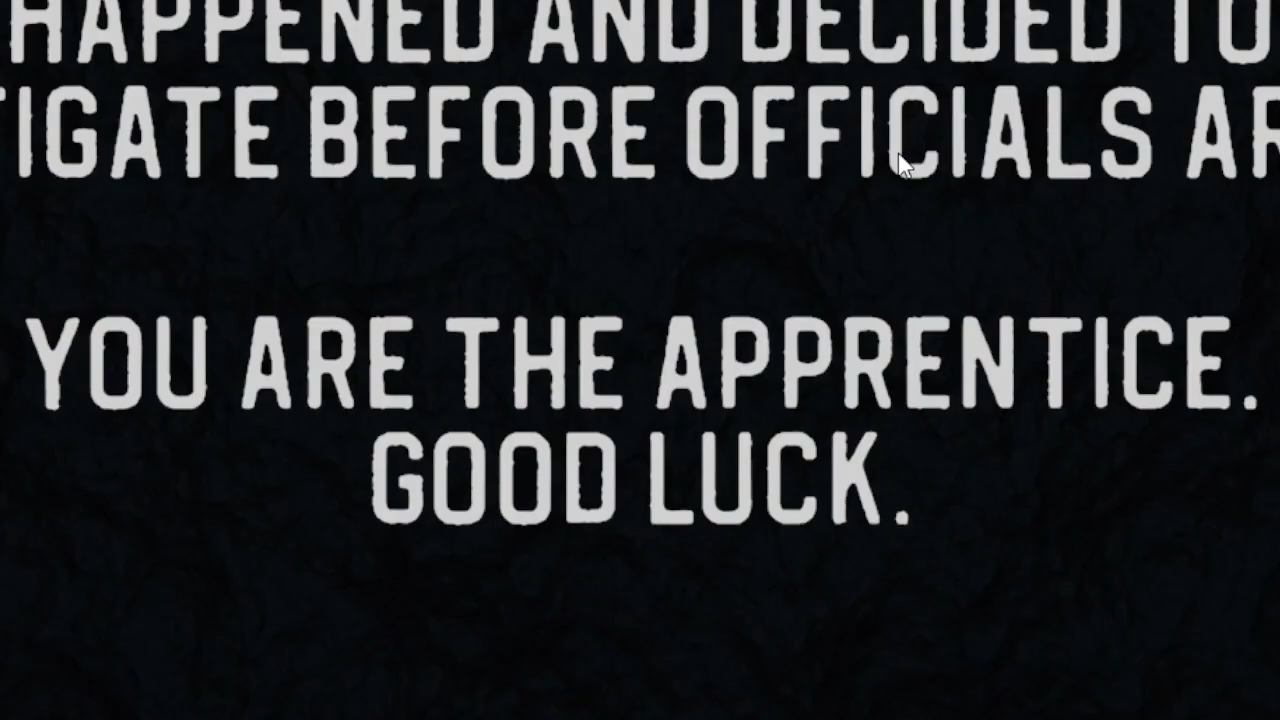 HAPPENED AND DECIDED TO
TIGATE BEFORE OFFICIALS AR
YOU ARE THE APPRENTICE.
GOOD LUCK.